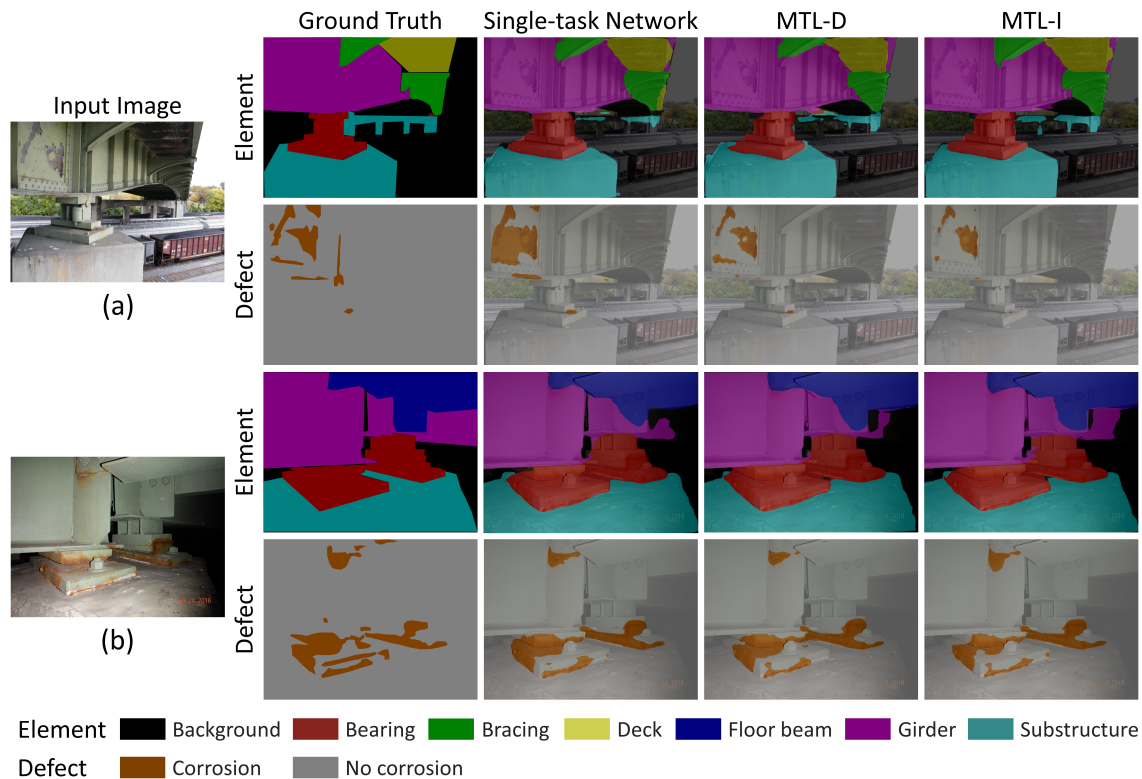 Ground Truth Single-task Network MTL-D MTL-I
Input Image
Element
(a)
Defect
Element
(b)
Defect
Element Background Bearing Bracing Deck Floor beam Girder Substructure
Defect Corrosion No corrosion